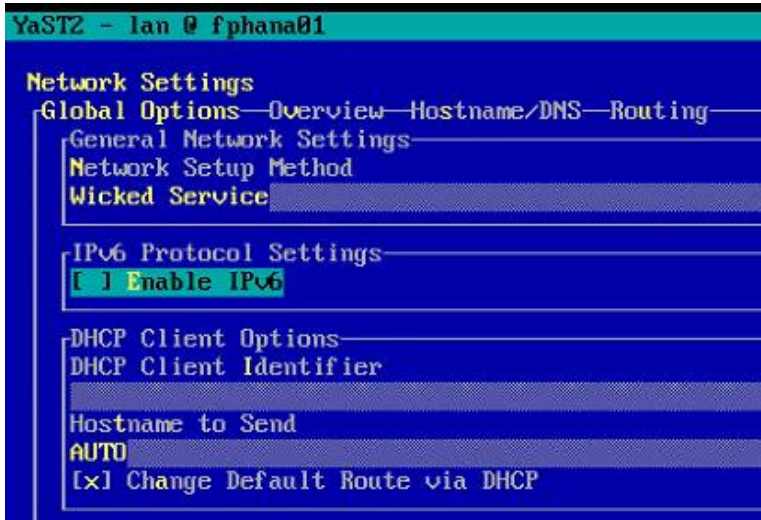 YaST2 - lan @ fphana01
Network Settings
Global Options—Overview—Hostname/DNS—Routing
General Network Settings
Network Setup Method
Wicked Service
IPv6 Protocol Settings
[ ] Enable IPv6
DHCP Client Options
DHCP Client Identifier
Hostname to Send
AUTO
[x] Change Default Route via DHCP